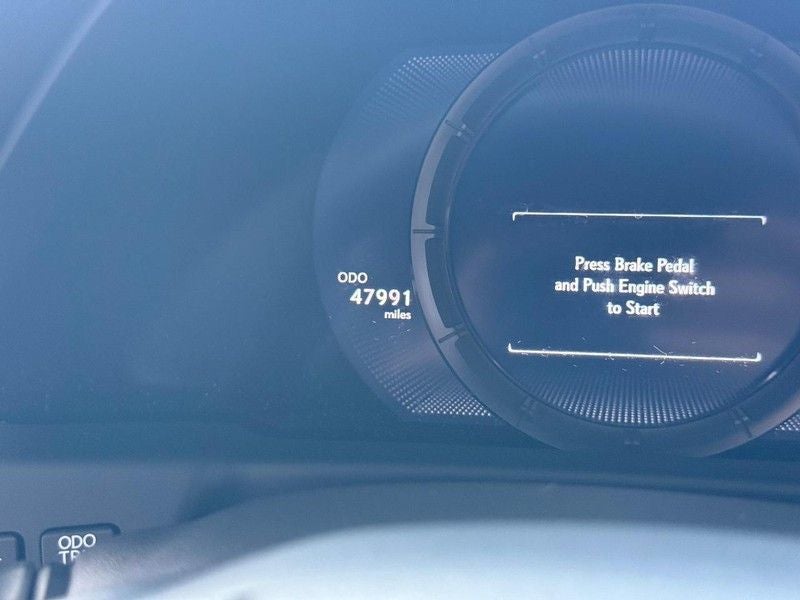 ODO
47991
miles
Press Brake Pedal
and Push Engine Switch
to Start
ODO